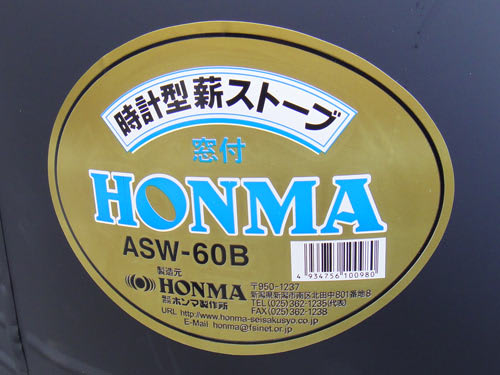 時計型薪ストーブ
窓付
HONMA
ASW-60B
4 934756 100980
製造元
HONMA
株式会社 ホンマ製作所
〒950-1237
新潟県新潟市南区北田中801番地8
TEL(025)362-1235(代表)
FAX(025)362-1238
URL http://www.honma-seisakusyo.co.jp
E-Mail honma@fsinet.or.jp